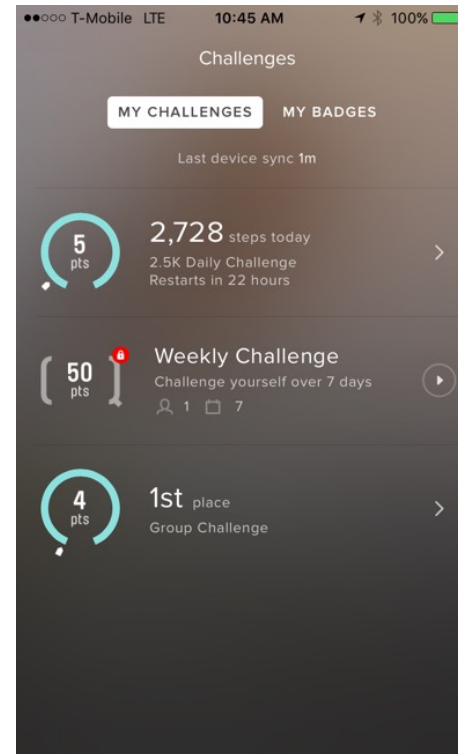 T-Mobile LTE 10:45 AM 100%
Challenges
MY CHALLENGES MY BADGES
Last device sync 1m
5
pts
2,728 steps today
2.5K Daily Challenge
Restarts in 22 hours
50
pts
Weekly Challenge
Challenge yourself over 7 days
1 7
4
pts
1st place
Group Challenge